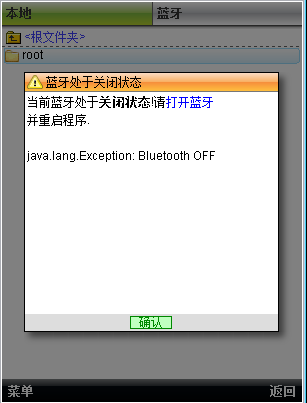 本地 蓝牙
<根文件夹>
root
蓝牙处于关闭状态
当前蓝牙处于关闭状态!请打开蓝牙
并重启程序.
java.lang.Exception: Bluetooth OFF
确认
菜单 返回